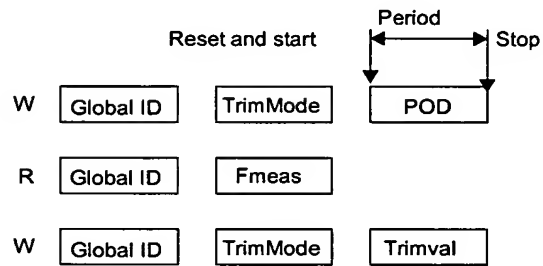 Period
Reset and start Stop
W Global ID TrimMode POD
R Global ID Fmeas
W Global ID TrimMode Trimval